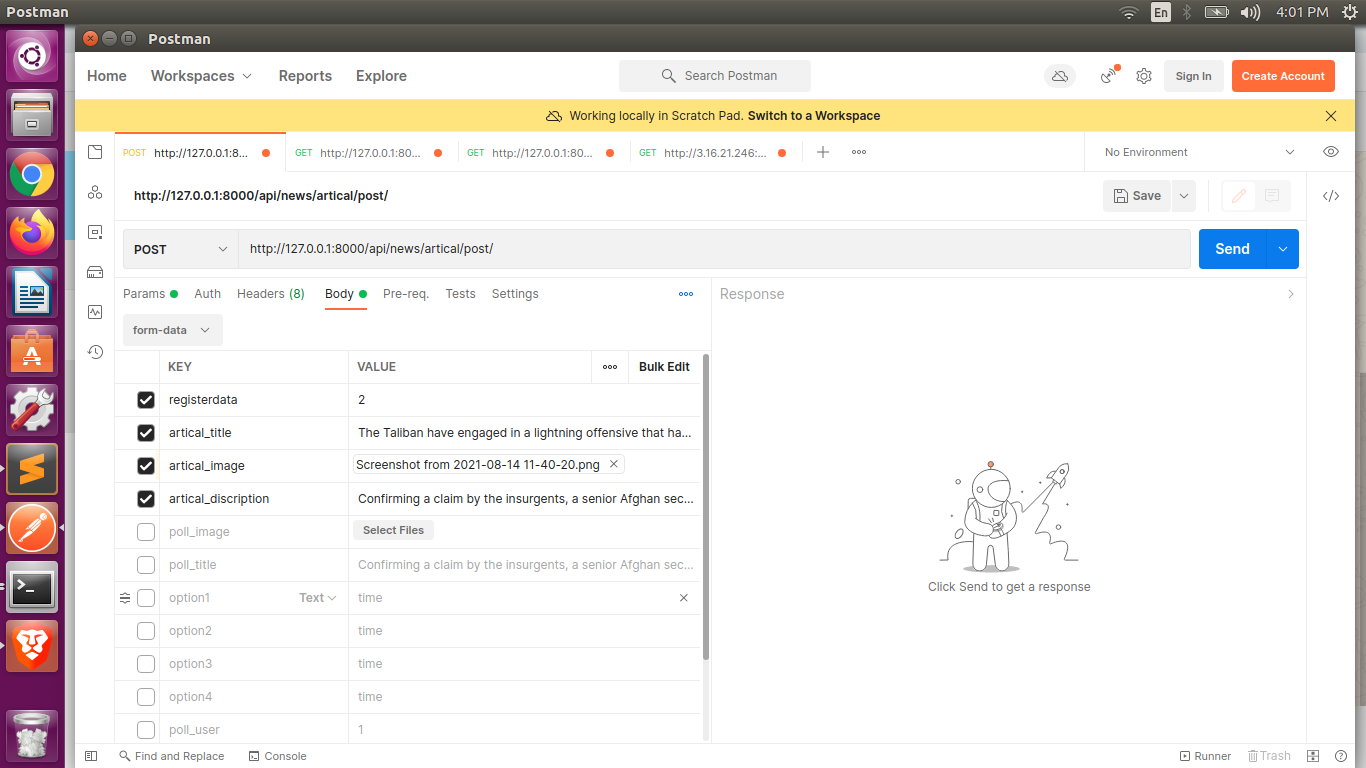 Postman
En
4:01 PM
Postman
Home Workspaces Reports Explore
Search Postman
Sign In
Create Account
Working locally in Scratch Pad. Switch to a Workspace
POST http://127.0.0.1:8...
GET http://127.0.0.1:80...
GET http://127.0.0.1:80...
GET http://3.16.21.246:...
No Environment
http://127.0.0.1:8000/api/news/artical/post/
Save
POST http://127.0.0.1:8000/api/news/artical/post/
Send
Params Auth Headers (8) Body Pre-req. Tests Settings
Response
form-data
KEY VALUE Bulk Edit
registerdata 2
artical_title The Taliban have engaged in a lightning offensive that ha...
artical_image Screenshot from 2021-08-14 11-40-20.png
artical_discription Confirming a claim by the insurgents, a senior Afghan sec...
poll_image Select Files
poll_title Confirming a claim by the insurgents, a senior Afghan sec...
option1 Text time
option2 time
option3 time
option4 time
poll_user 1
Click Send to get a response
Find and Replace Console
Runner Trash